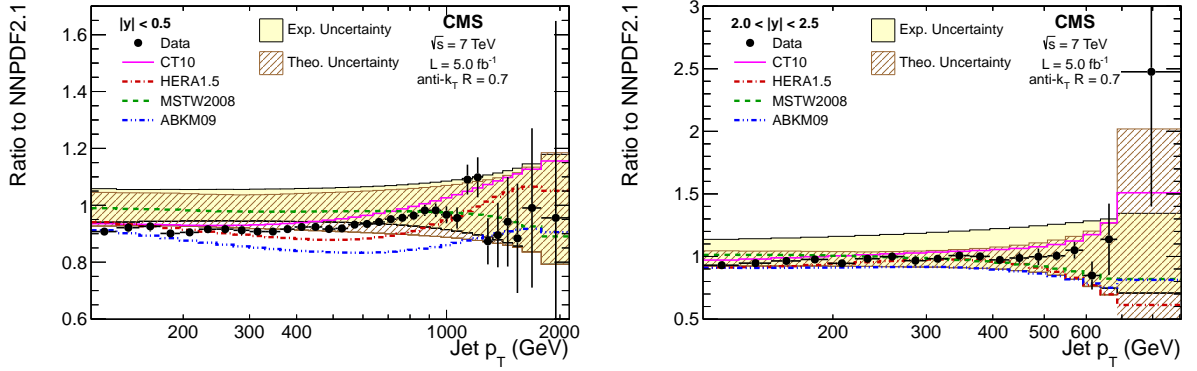 Ratio to NNPDF2.1
|y| < 0.5
Data
CT10
HERA1.5
MSTW2008
ABKM09
Exp. Uncertainty
Theo. Uncertainty
CMS
√s = 7 TeV
L = 5.0 fb⁻¹
anti-k_T R = 0.7
1.6
1.4
1.2
1
0.8
0.6
200
300
400
1000
2000
Jet p_T (GeV)
Ratio to NNPDF2.1
2.0 < |y| < 2.5
Data
CT10
HERA1.5
MSTW2008
ABKM09
Exp. Uncertainty
Theo. Uncertainty
CMS
√s = 7 TeV
L = 5.0 fb⁻¹
anti-k_T R = 0.7
3
2.5
2
1.5
1
0.5
200
300
400
500
600
Jet p_T (GeV)